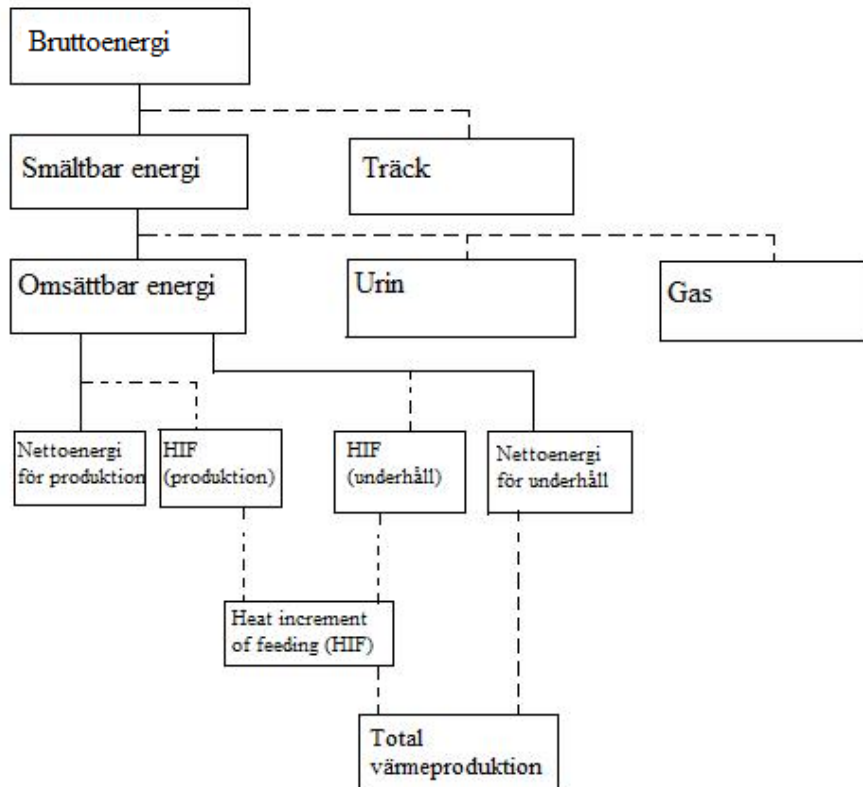 Bruttoenergi
Smältbar energi
Träck
Omsättbar energi
Urin
Gas
Nettoenergi
för produktion
HIF
(produktion)
HIF
(underhåll)
Nettoenergi
för underhåll
Heat increment
of feeding (HIF)
Total
värmeproduktion